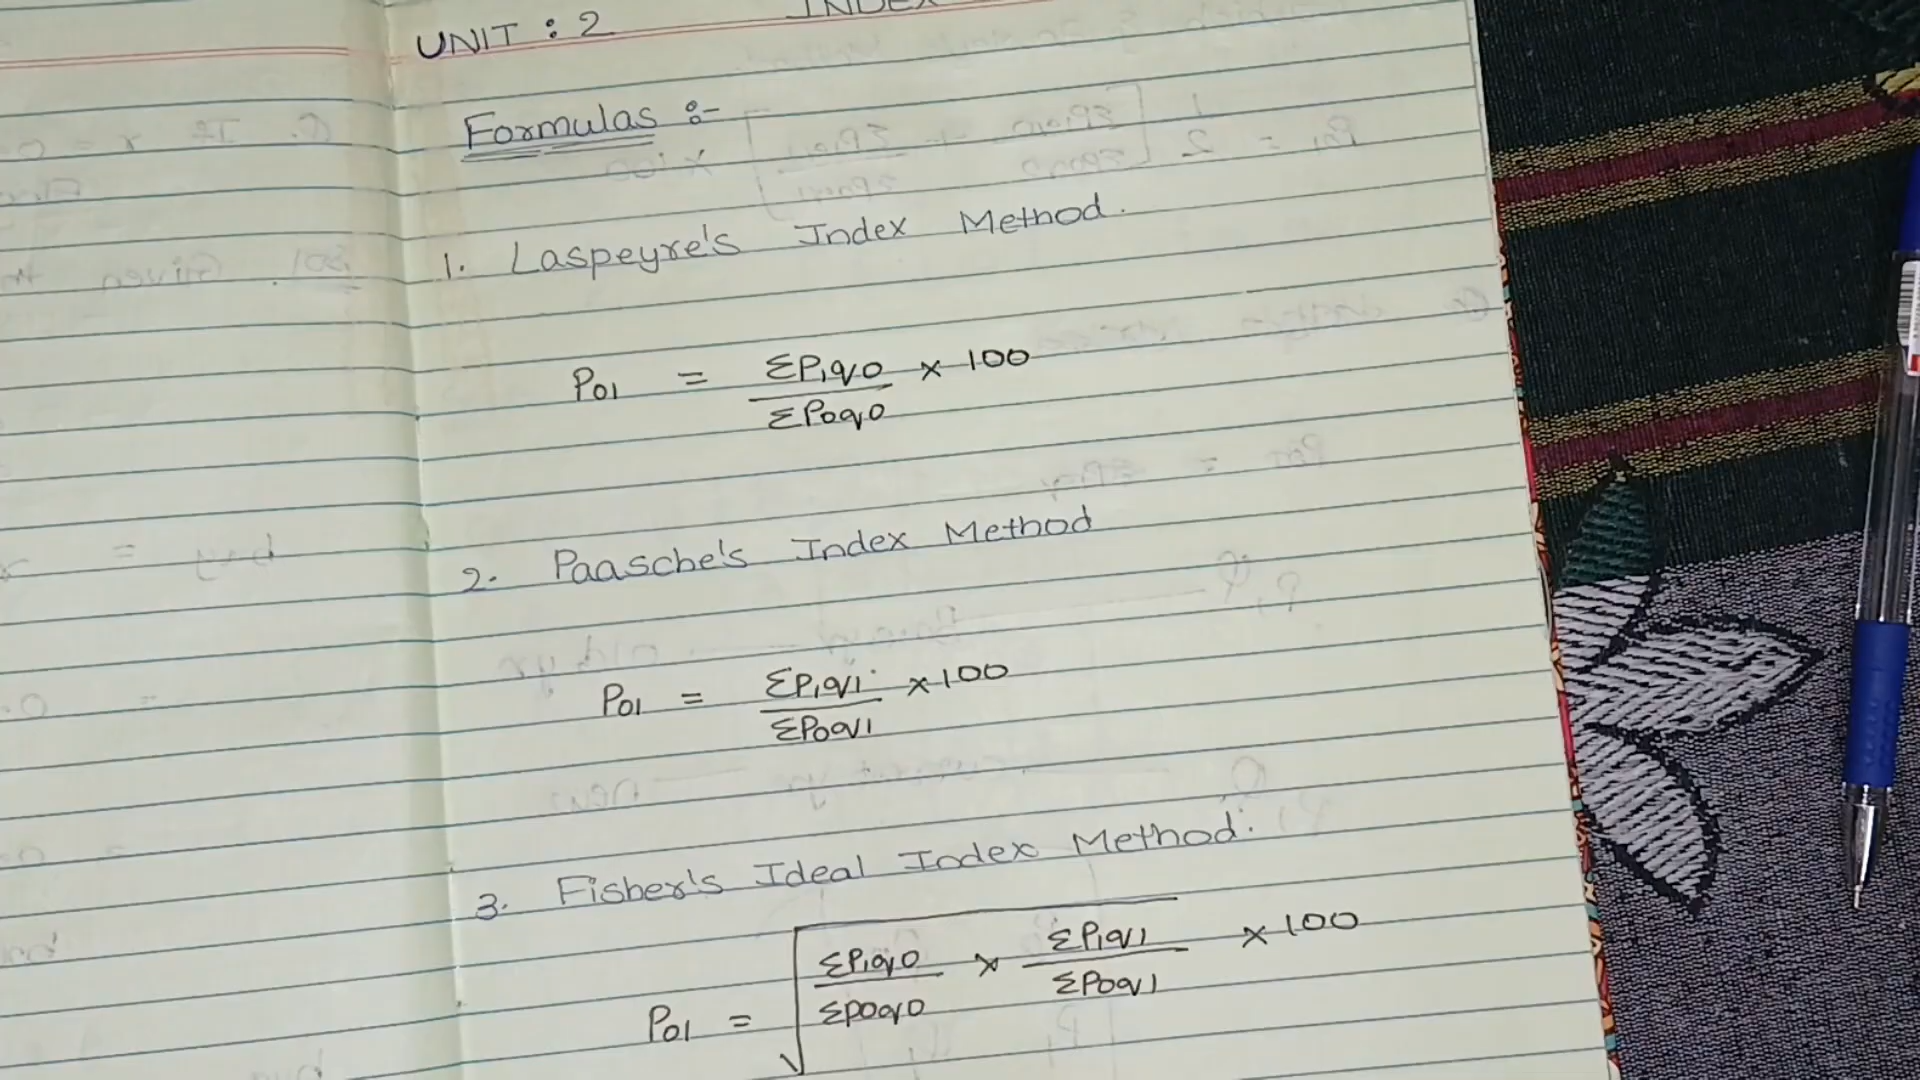 UNIT : 2
INDEX
Formulas :-
1. Laspeyre's Index Method.
P01 = ΣP1q0 / ΣP0q0 × 100
2. Paasche's Index Method
P01 = ΣP1q1 / ΣP0q1 × 100
3. Fisher's Ideal Index Method.
P01 = √ ΣP1q0 / ΣP0q0 × ΣP1q1 / ΣP0q1 × 100